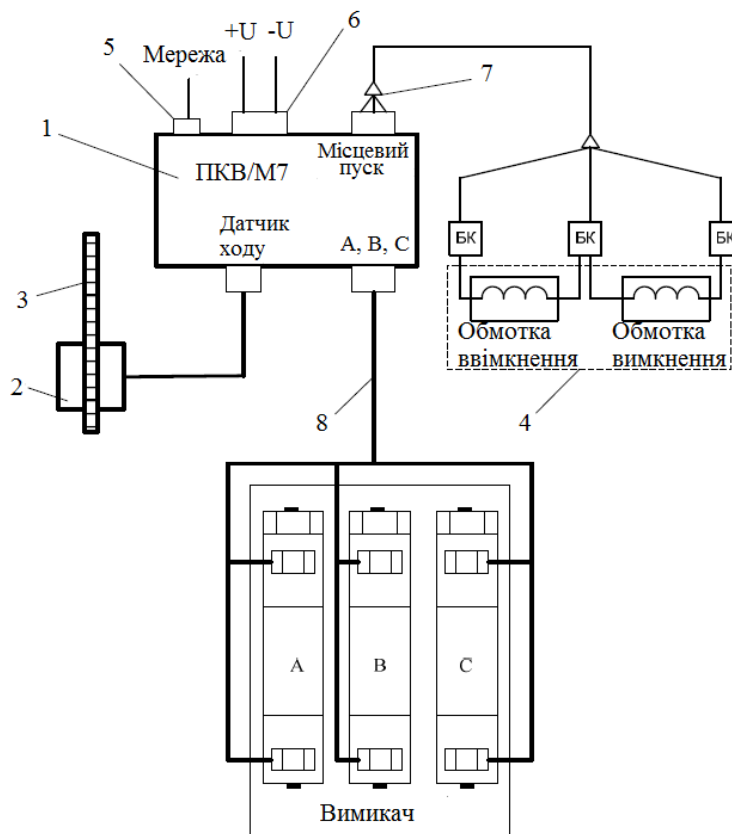 +U -U
6
5
Мережа
7
1
Місцевий
пуск
ПКВ/М7
Датчик
ходу
А, В, С
БК
БК
БК
3
Обмотка
ввімкнення
Обмотка
вимкнення
2
8
4
A
B
C
Вимикач